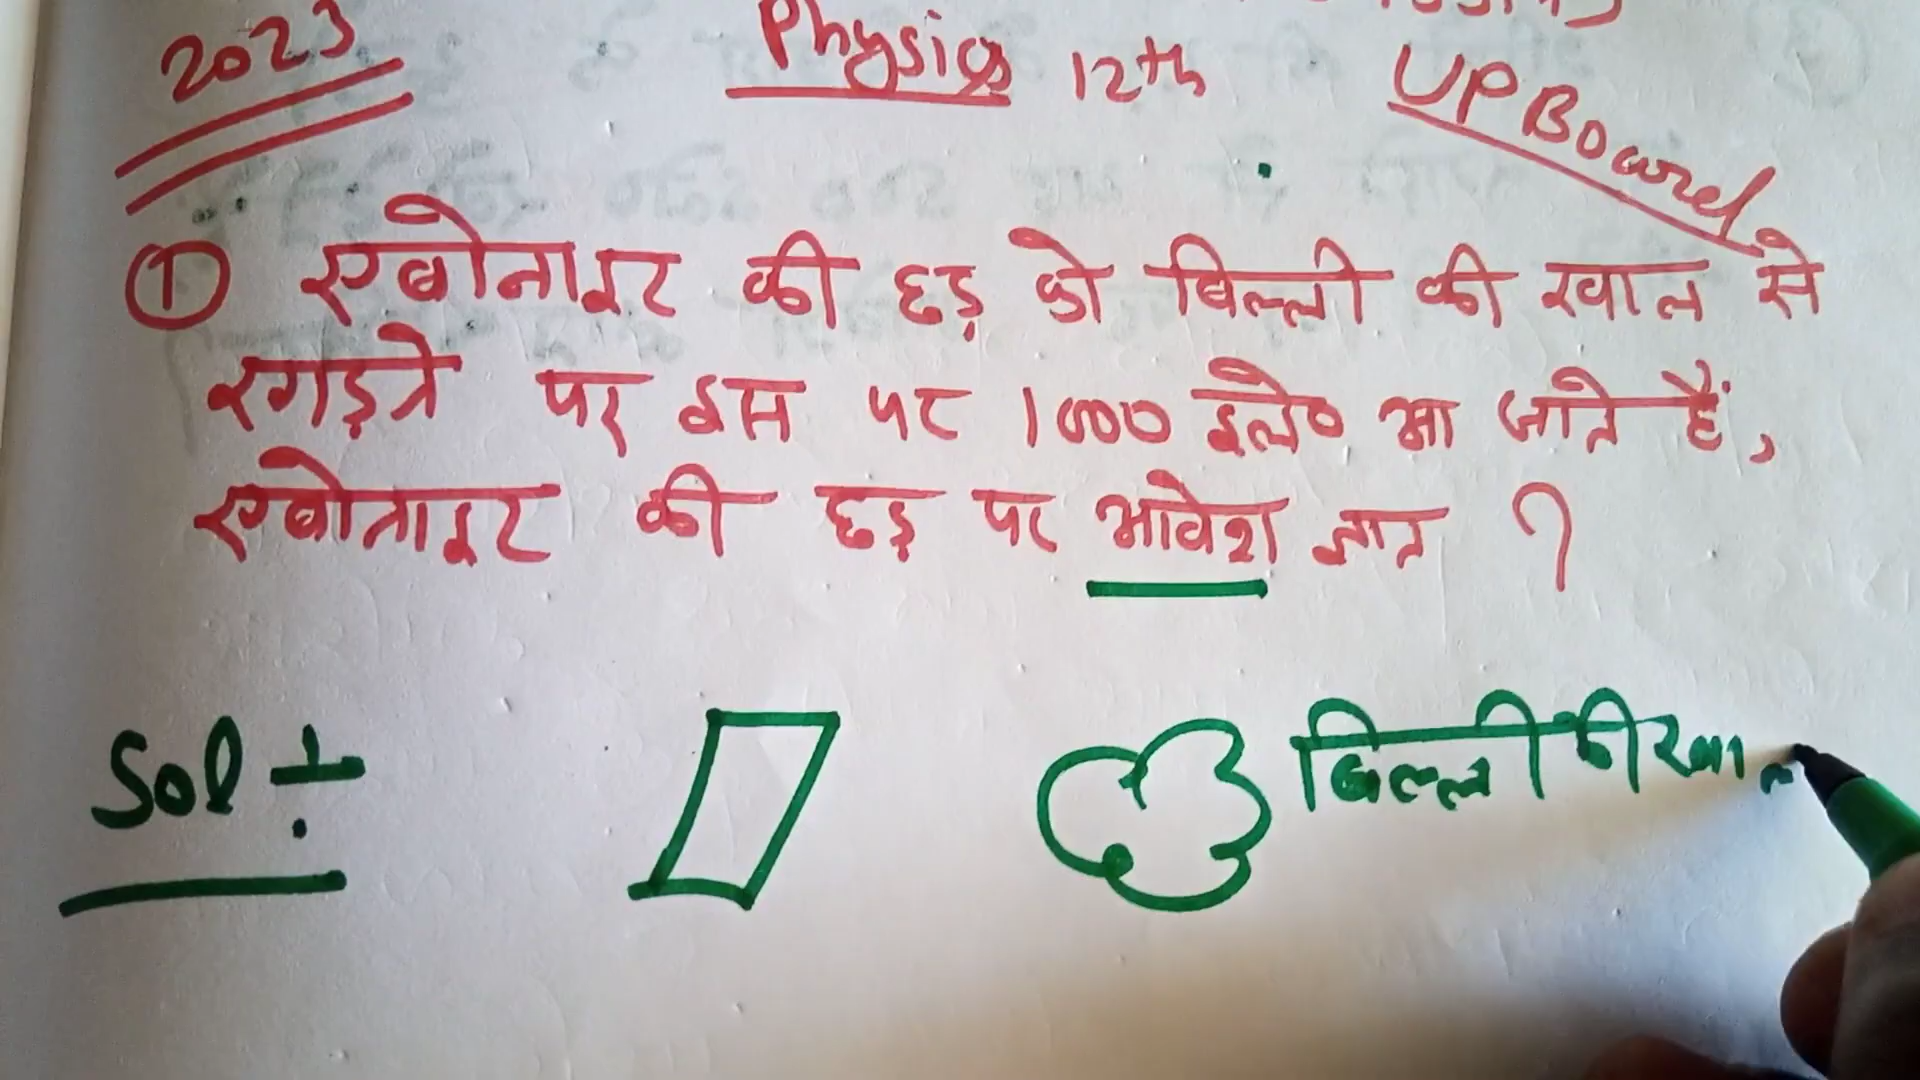 2023
Physics 12th
UP Board
① एबोनाइट की छड़ को बिल्ली की खाल से
रगड़ने पर इस पर 1000 इले० आ जाते हैं,
एबोनाइट की छड़ पर आवेश ज्ञात ?
Sol ÷
बिल्ली की खाल